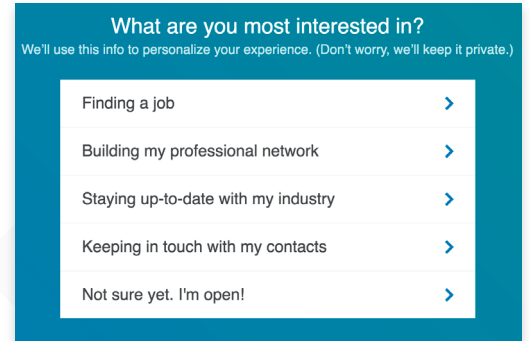 What are you most interested in?
We'll use this info to personalize your experience. (Don't worry, we'll keep it private.)
Finding a job
Building my professional network
Staying up-to-date with my industry
Keeping in touch with my contacts
Not sure yet. I'm open!